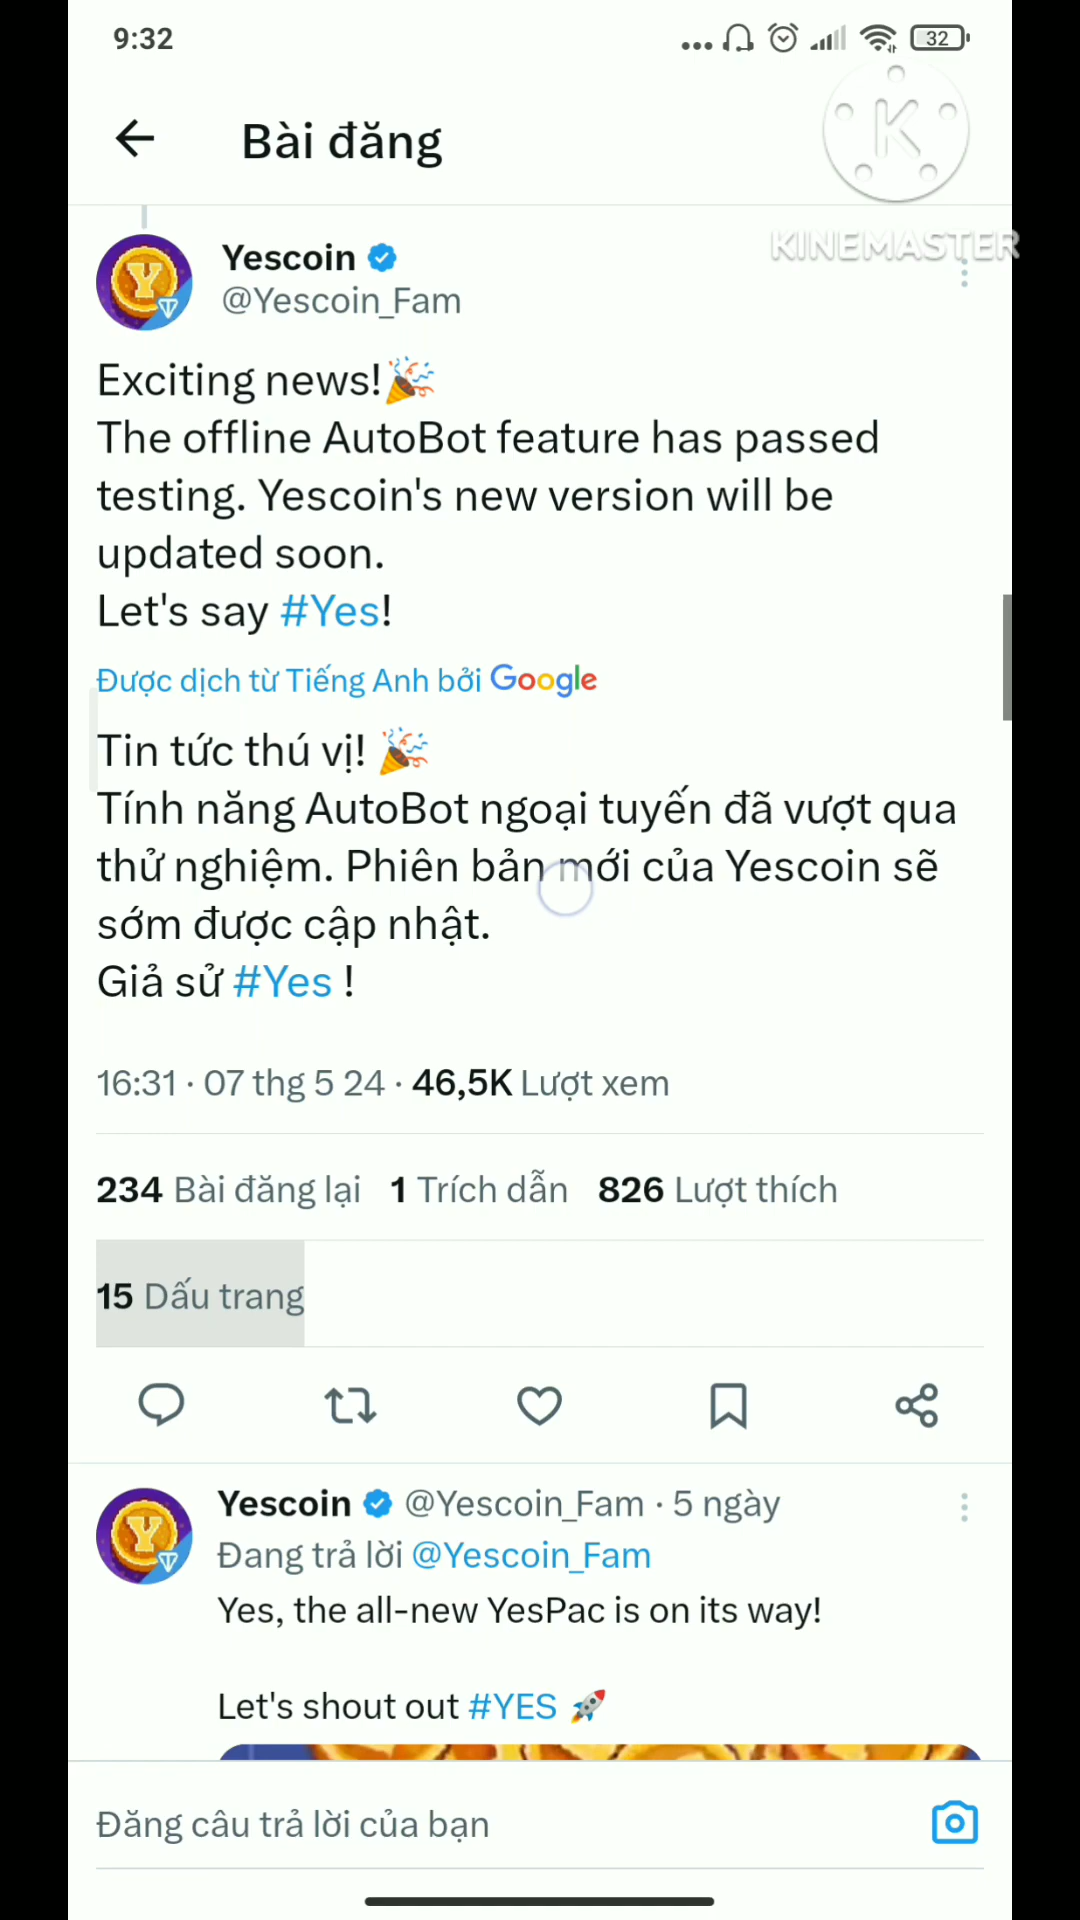 9:32
32
Bài đăng
K
KINEMASTER
Yescoin
@Yescoin_Fam
Exciting news!🎉
The offline AutoBot feature has passed
testing. Yescoin's new version will be
updated soon.
Let's say #Yes!
Được dịch từ Tiếng Anh bởi Google
Tin tức thú vị! 🎉
Tính năng AutoBot ngoại tuyến đã vượt qua
thử nghiệm. Phiên bản mới của Yescoin sẽ
sớm được cập nhật.
Giả sử #Yes !
16:31 · 07 thg 5 24 · 46,5K Lượt xem
234 Bài đăng lại 1 Trích dẫn 826 Lượt thích
15 Dấu trang
Yescoin @Yescoin_Fam · 5 ngày
Đang trả lời @Yescoin_Fam
Yes, the all-new YesPac is on its way!
Let's shout out #YES 🚀
Đăng câu trả lời của bạn